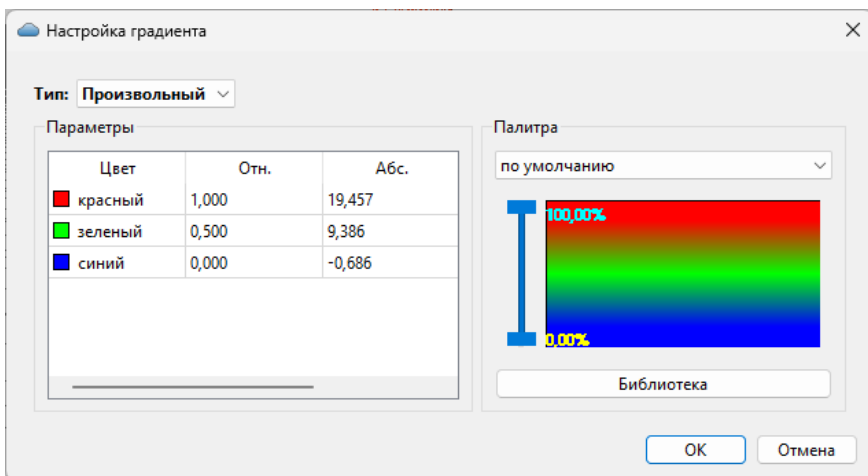 Настройка градиента
Тип: Произвольный
Параметры
Цвет Отн. Абс.
красный 1,000 19,457
зеленый 0,500 9,386
синий 0,000 -0,686
Палитра
по умолчанию
100,00%
0,00%
Библиотека
OK Отмена